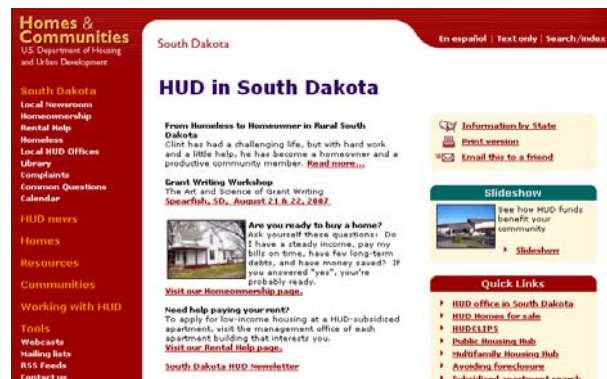 Homes &
Communities
U.S. Department of Housing
and Urban Development
South Dakota
Local Newsroom
Homeownership
Rental Help
Homeless
Local HUD Offices
Library
Complaints
Common Questions
Calendar
HUD news
Homes
Resources
Communities
Working with HUD
Tools
Webcasts
Mailing lists
RSS Feeds
Contact us
South Dakota
En español | Text only | Search/index
HUD in South Dakota
From Homeless to Homeowner in Rural South
Dakota
Clint has had a challenging life, but with hard work
and a little help, he has become a homeowner and a
productive community member. Read more...
Grant Writing Workshop
The Art and Science of Grant Writing
Spearfish, SD, August 21 & 22, 2007
Are you ready to buy a home?
Ask yourself these questions: Do
I have a steady income, pay my
bills on time, have few long-term
debts, and have money saved? If
you answered "yes", you're
probably ready.
Visit our Homeownership page.
Need help paying your rent?
To apply for low-income housing at a HUD-subsidized
apartment, visit the management office of each
apartment building that interests you.
Visit our Rental Help page.
South Dakota HUD Newsletter
Information by State
Print version
Email this to a friend
Slideshow
See how HUD funds
benefit your
community
Slideshow
Quick Links
HUD office in South Dakota
HUD Homes for sale
HUDCLIPS
Public Housing Hub
Multifamily Housing Hub
Avoiding foreclosure
Subsidized apartment search